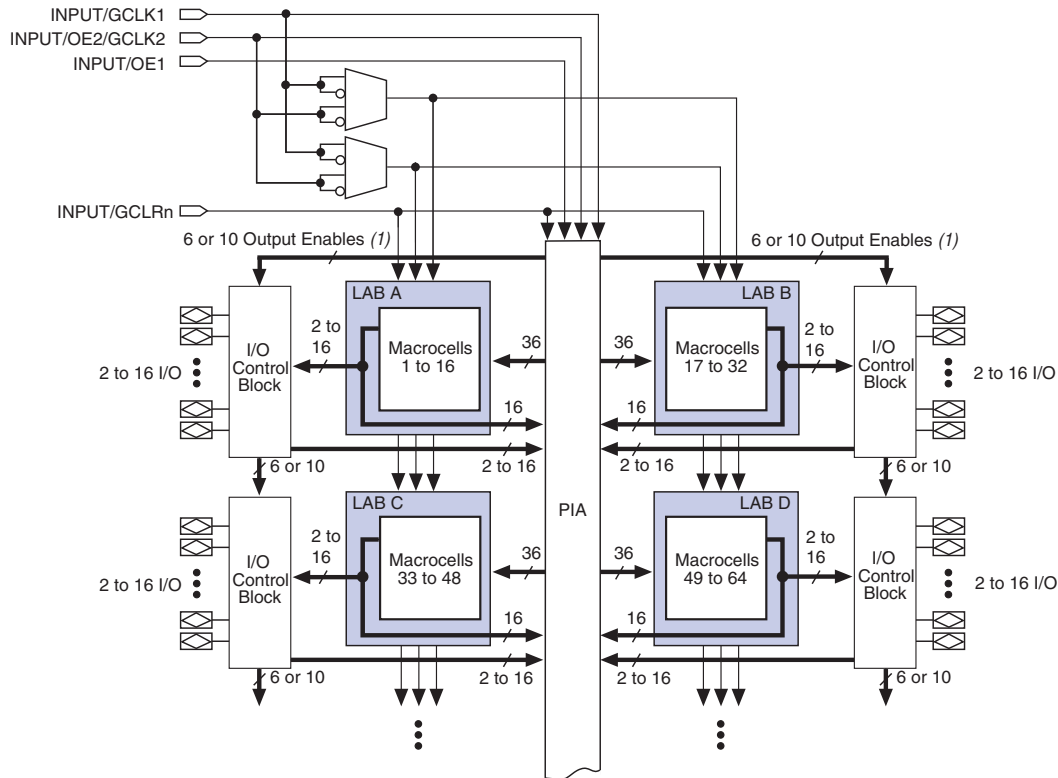 INPUT/GCLK1
INPUT/OE2/GCLK2
INPUT/OE1
INPUT/GCLRn
6 or 10 Output Enables (1)
6 or 10 Output Enables (1)
LAB A
LAB B
2 to 16 I/O
I/O
Control
Block
2 to
16
Macrocells
1 to 16
36
16
36
16
Macrocells
17 to 32
2 to
16
I/O
Control
Block
2 to 16 I/O
6 or 10
2 to 16
2 to 16
6 or 10
PIA
LAB C
LAB D
2 to 16 I/O
I/O
Control
Block
2 to
16
Macrocells
33 to 48
36
16
36
16
Macrocells
49 to 64
2 to
16
I/O
Control
Block
2 to 16 I/O
6 or 10
2 to 16
2 to 16
6 or 10